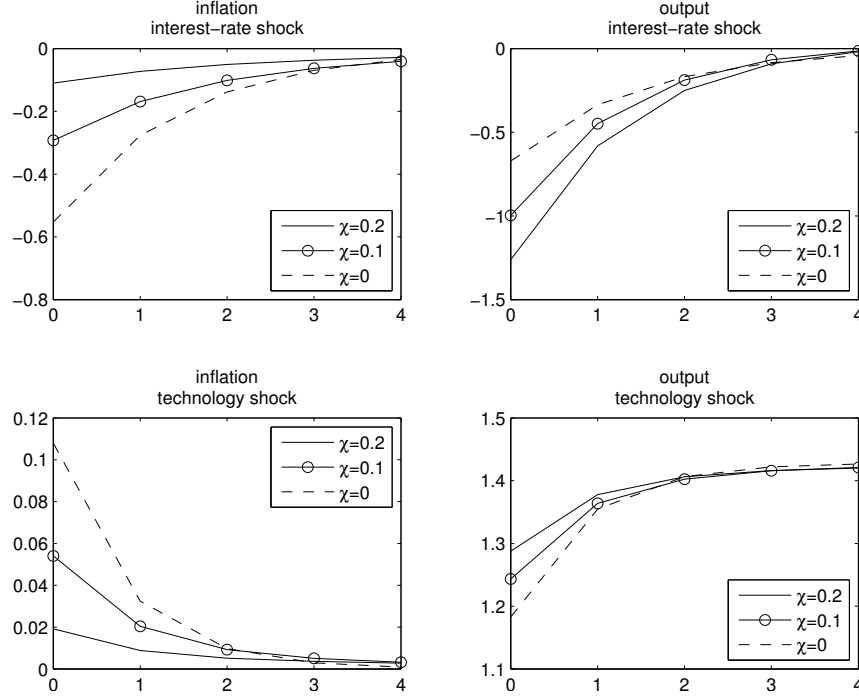 inflation
interest−rate shock
0
−0.2
−0.4
−0.6
−0.8
0 1 2 3 4
χ=0.2
χ=0.1
χ=0
output
interest−rate shock
0
−0.5
−1
−1.5
0 1 2 3 4
χ=0.2
χ=0.1
χ=0
inflation
technology shock
0.12
0.1
0.08
0.06
0.04
0.02
0
0 1 2 3 4
χ=0.2
χ=0.1
χ=0
output
technology shock
1.5
1.4
1.3
1.2
1.1
0 1 2 3 4
χ=0.2
χ=0.1
χ=0